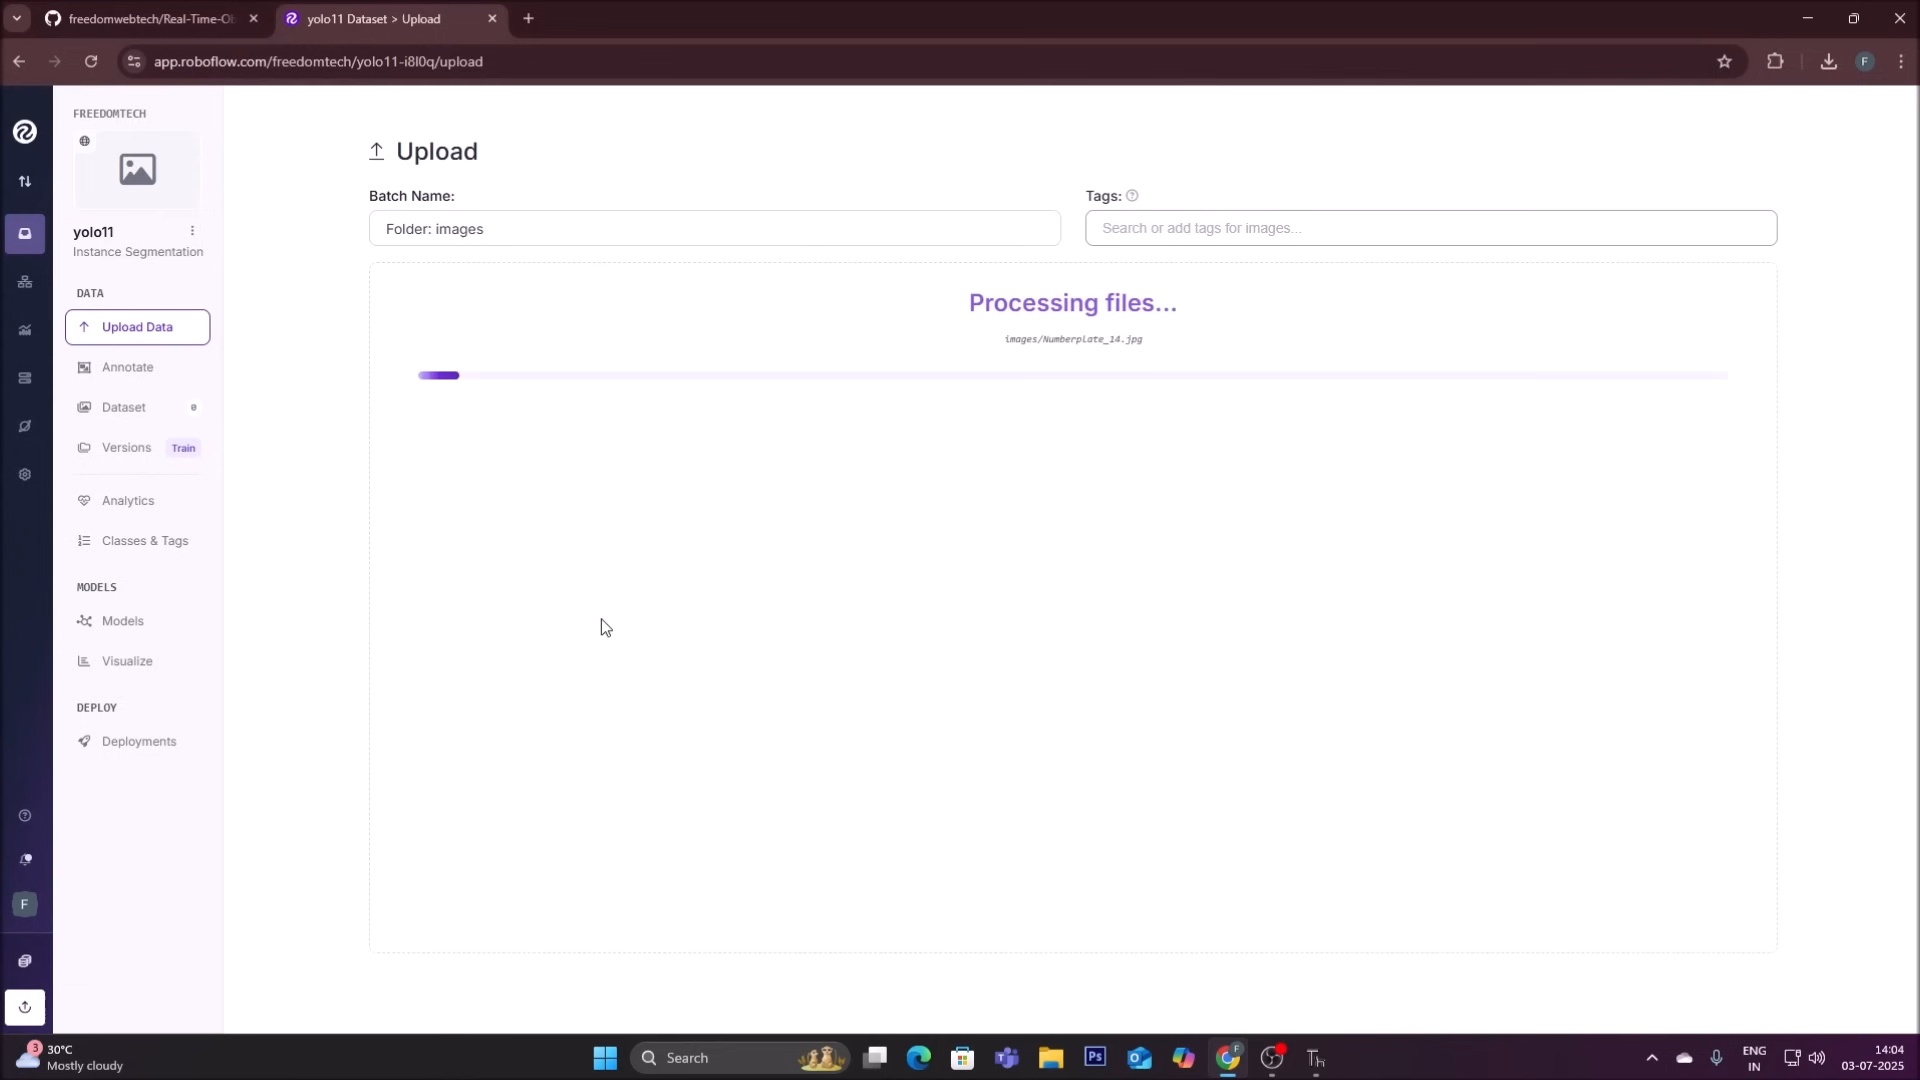 freedomwebtech/Real-Time-Ob
yolo11 Dataset > Upload
app.roboflow.com/freedomtech/yolo11-i8l0q/upload
F
FREEDOMTECH
yolo11
Instance Segmentation
DATA
Upload Data
Annotate
Dataset 0
Versions Train
Analytics
Classes & Tags
MODELS
Models
Visualize
DEPLOY
Deployments
F
Upload
Batch Name:
Folder: images
Tags:
Search or add tags for images...
Processing files...
images/Numberplate_14.jpg
3
30°C
Mostly cloudy
Search
Ps
F
ENG
IN
14:04
03-07-2025